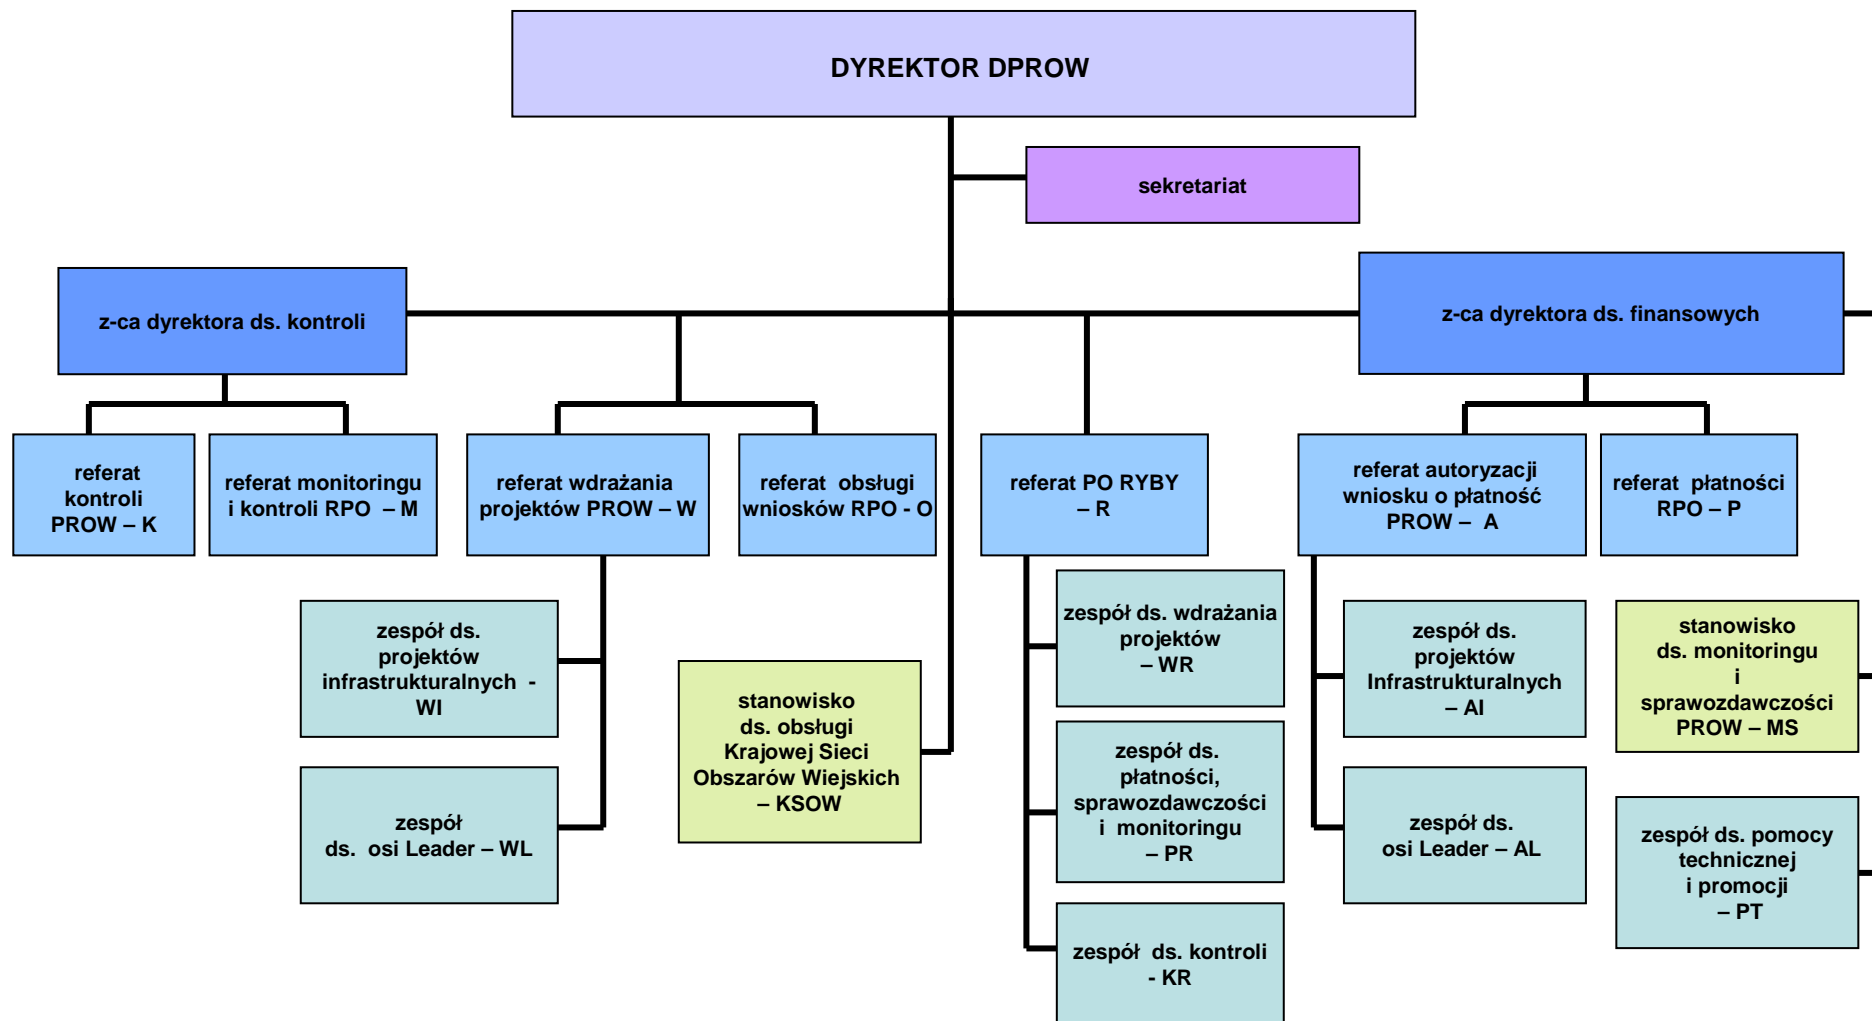 DYREKTOR DPROW
sekretariat
z-ca dyrektora ds. kontroli
z-ca dyrektora ds. finansowych
referat
kontroli
PROW – K
referat monitoringu
i kontroli RPO – M
referat wdrażania
projektów PROW – W
referat obsługi
wniosków RPO - O
referat PO RYBY
– R
referat autoryzacji
wniosku o płatność
PROW – A
referat płatności
RPO – P
zespół ds.
projektów
infrastrukturalnych -
WI
zespół
ds. osi Leader – WL
stanowisko
ds. obsługi
Krajowej Sieci
Obszarów Wiejskich
– KSOW
zespół ds. wdrażania
projektów
– WR
zespół ds.
płatności,
sprawozdawczości
i monitoringu
– PR
zespół ds. kontroli
- KR
zespół ds.
projektów
Infrastrukturalnych
– AI
zespół ds.
osi Leader – AL
stanowisko
ds. monitoringu
i
sprawozdawczości
PROW – MS
zespół ds. pomocy
technicznej
i promocji
– PT